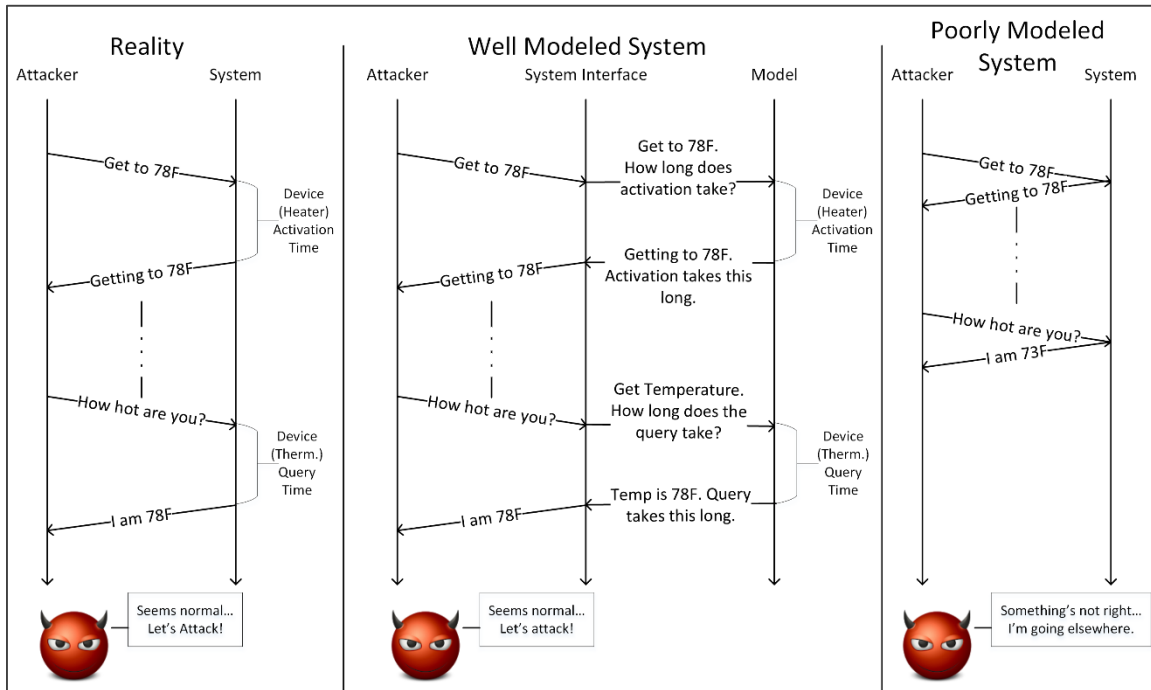 Reality
Attacker
System
Get to 78F
Device
(Heater)
Activation
Time
Getting to 78F
How hot are you?
Device
(Therm.)
Query
Time
I am 78F
Seems normal...
Let's Attack!
Well Modeled System
Attacker
System Interface
Model
Get to 78F
Get to 78F.
How long does
activation take?
Device
(Heater)
Activation
Time
Getting to 78F
Getting to 78F.
Activation takes this
long.
How hot are you?
Get Temperature.
How long does the
query take?
Device
(Therm.)
Query
Time
I am 78F
Temp is 78F. Query
takes this long.
Seems normal...
Let's attack!
Poorly Modeled
System
Attacker
System
Get to 78F
Getting to 78F
How hot are you?
I am 73F
Something's not right...
I'm going elsewhere.